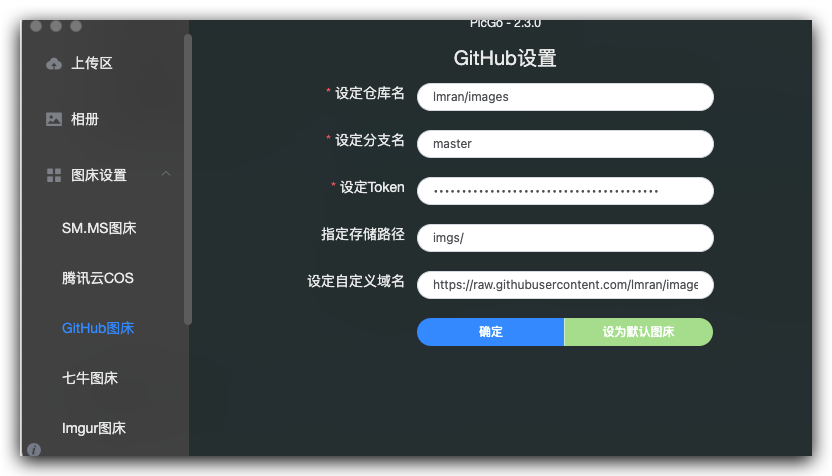 PicGo - 2.3.0
上传区
相册
图床设置
SM.MS图床
腾讯云COS
GitHub图床
七牛图床
Imgur图床
GitHub设置
* 设定仓库名
lmran/images
* 设定分支名
master
* 设定Token
••••••••••••••••••••••••••••••••••••••••
指定存储路径
imgs/
设定自定义域名
https://raw.githubusercontent.com/lmran/image
确定
设为默认图床